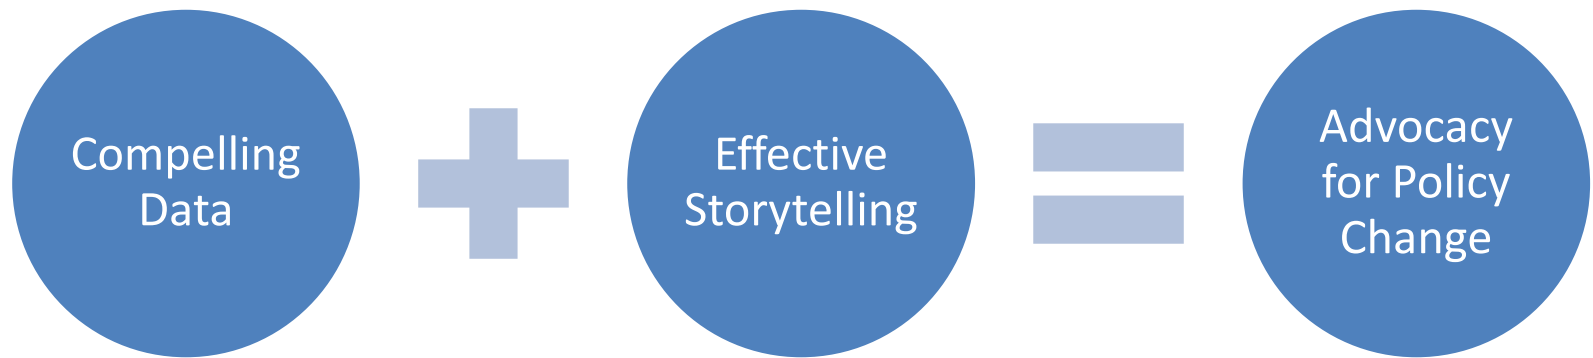 Compelling
Data
Effective
Storytelling
Advocacy
for Policy
Change